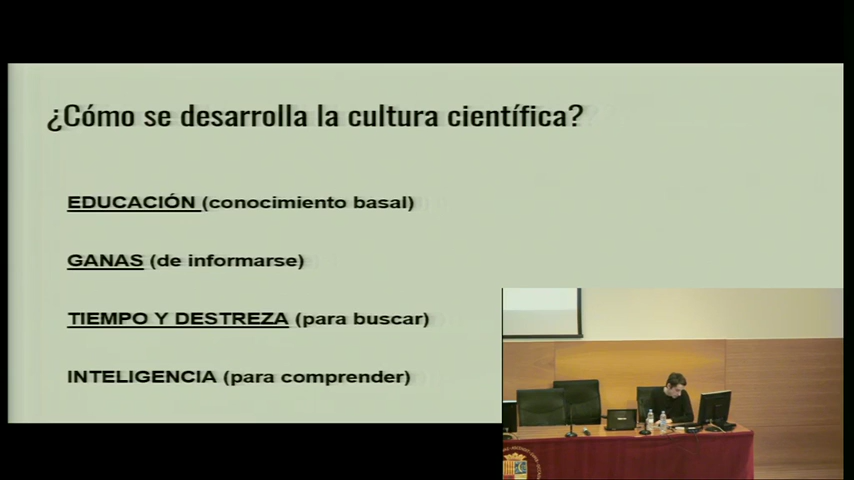 ¿Cómo se desarrolla la cultura científica?
EDUCACIÓN (conocimiento basal)
GANAS (de informarse)
TIEMPO Y DESTREZA (para buscar)
INTELIGENCIA (para comprender)